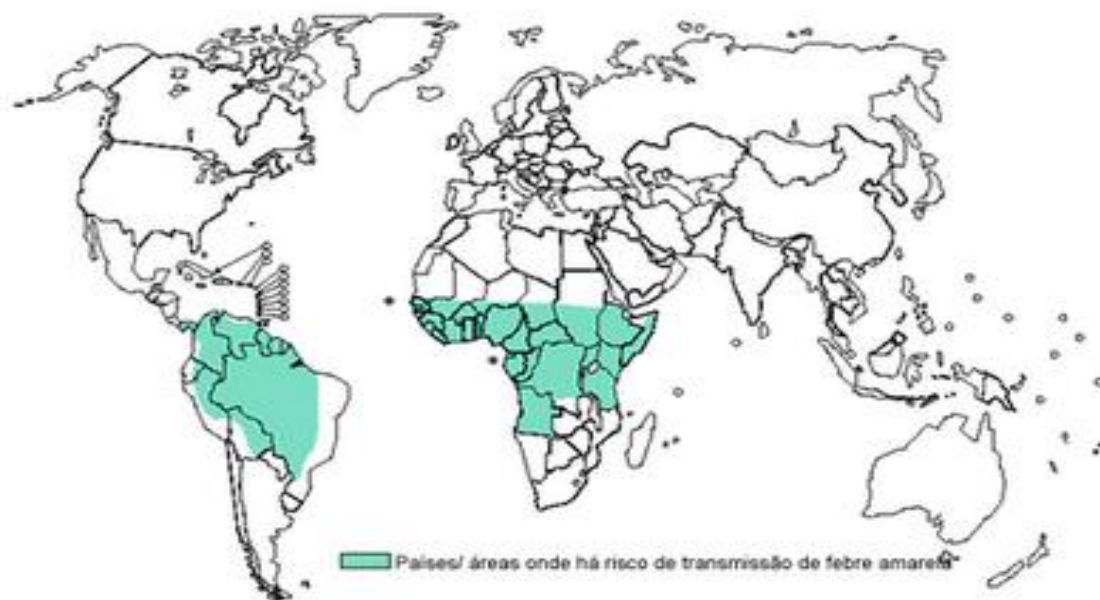 Países/ áreas onde há risco de transmissão de febre amarela*